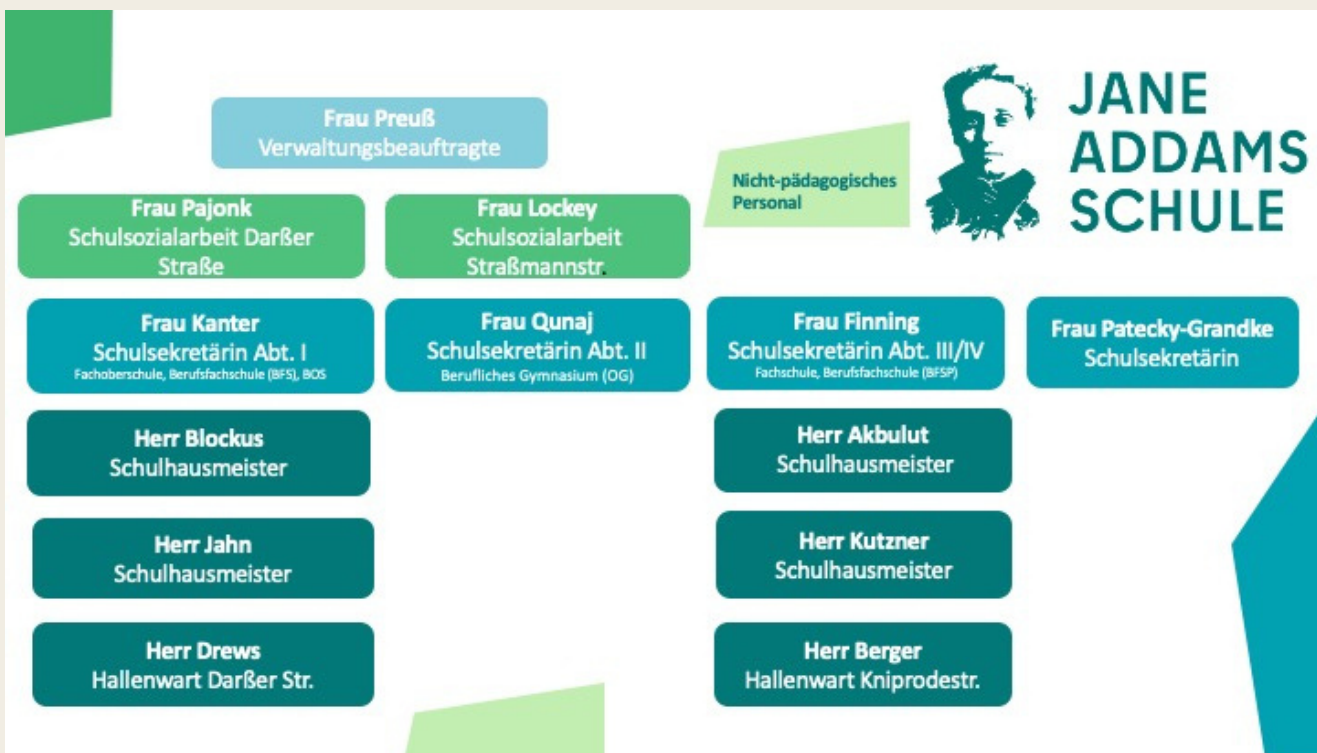 JANE
ADDAMS
SCHULE
Frau Preuß
Verwaltungsbeauftragte
Nicht-pädagogisches
Personal
Frau Pajonk
Schulsozialarbeit Darßer
Straße
Frau Lockey
Schulsozialarbeit
Straßmannstr.
Frau Kanter
Schulsekretärin Abt. I
Fachoberschule, Berufsfachschule (BFS), BOS
Frau Qunaj
Schulsekretärin Abt. II
Berufliches Gymnasium (OG)
Frau Finning
Schulsekretärin Abt. III/IV
Fachschule, Berufsfachschule (BFSP)
Frau Patecky-Grandke
Schulsekretärin
Herr Blockus
Schulhausmeister
Herr Akbulut
Schulhausmeister
Herr Jahn
Schulhausmeister
Herr Kutzner
Schulhausmeister
Herr Drews
Hallenwart Darßer Str.
Herr Berger
Hallenwart Kniprodestr.